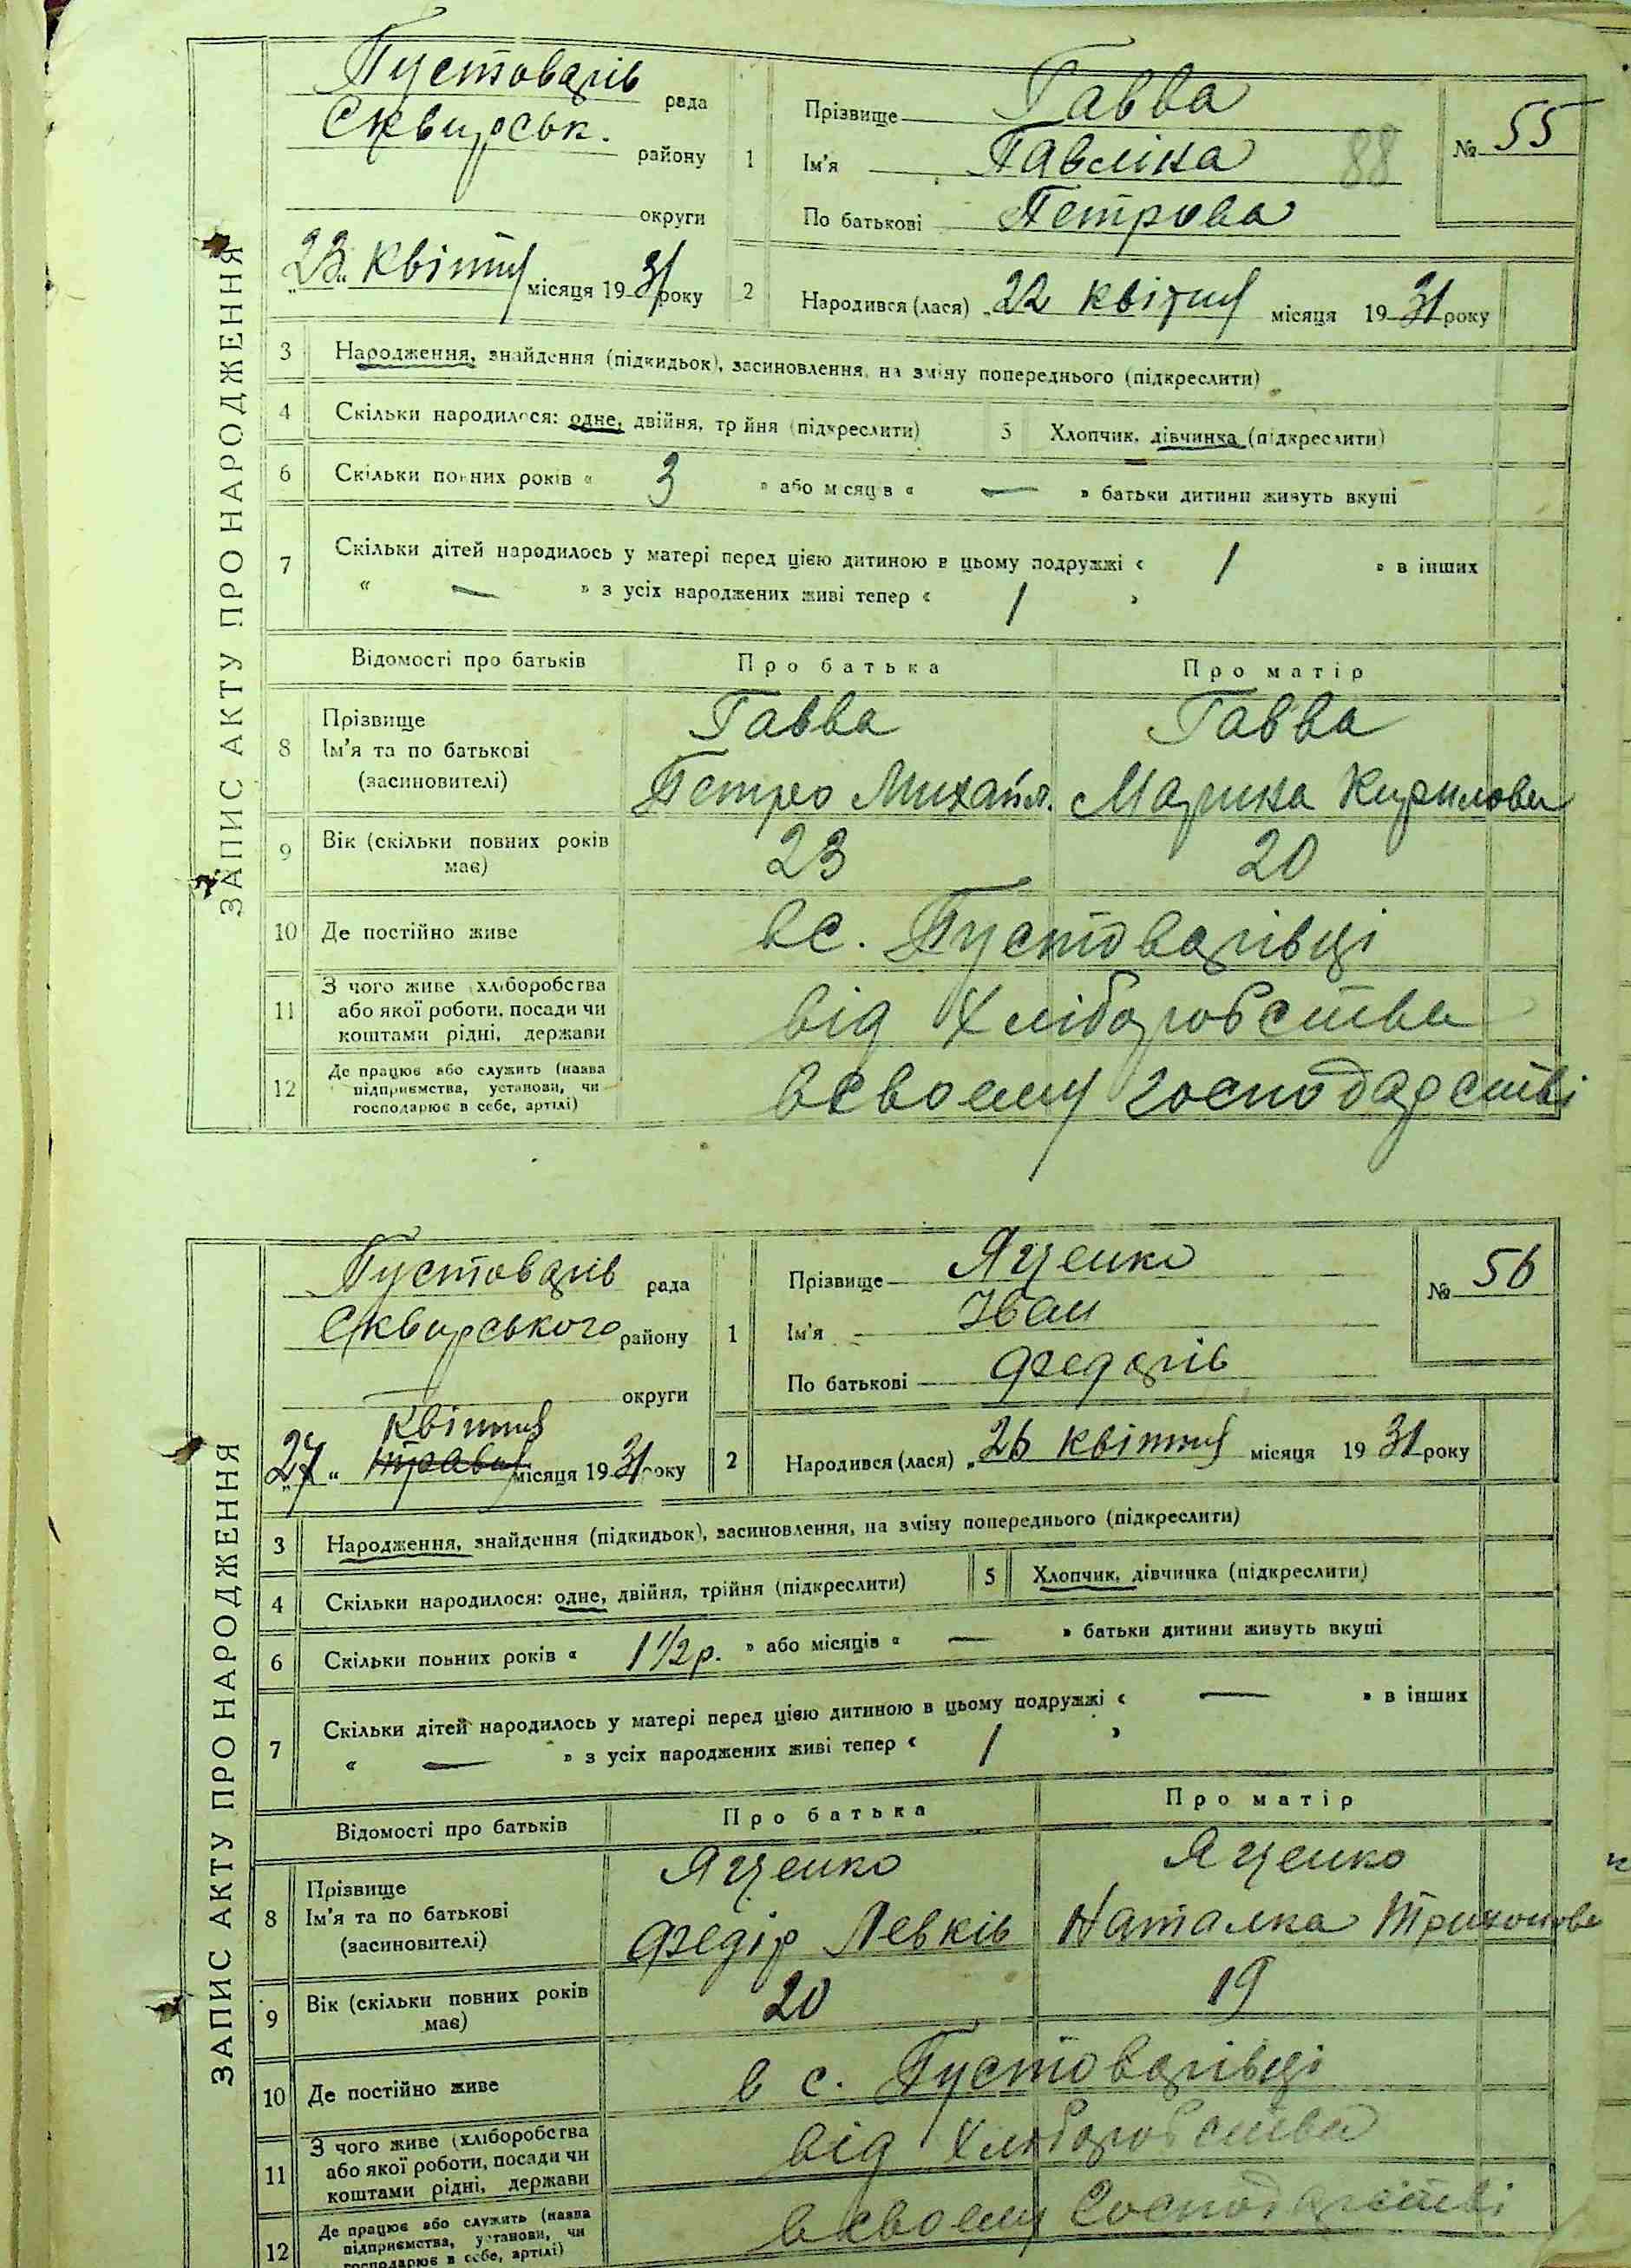 ЗАПИС АКТУ ПРО НАРОДЖЕННЯ
Пустоварів рада
Сквирськ. району
округи
„23“ квітня місяця 1931 року
1
Прізвище Гавва
Ім'я Павліна 88
По батькові Петрова
№ 55
2 Народився (лася) „22 квітня місяця 1931 року
3 Народження, знайдення (підкидьок), засиновлення, на зміну попереднього (підкреслити)
4 Скільки народилося: одне, двійня, трійня (підкреслити) 5 Хлопчик, дівчинка (підкреслити)
6 Скільки повних років « 3 » або місяців « — » батьки дитини живуть вкупі
7 Скільки дітей народилось у матері перед цією дитиною в цьому подружжі « 1 » в інших
« — » з усіх народжених живі тепер « 1 »
Відомості про батьків Про батька Про матір
8 Прізвище Гавва Гавва
Ім'я та по батькові
(засиновителі) Петро Михайл. Марина Кирилова
9 Вік (скільки повних років
має) 23 20
10 Де постійно живе в с. Пустоварівці
11 З чого живе (хліборобства
або якої роботи, посади чи
коштами рідні, держави від хліборобства
12 Де працює або служить (назва
підприємства, установи, чи
господарює в себе, артілі) в своєму господарстві
ЗАПИС АКТУ ПРО НАРОДЖЕННЯ
Пустоварів рада
Сквирського району
округи
квітня
„27“ травня місяця 1931 року
1
Прізвище Яценко
Ім'я Іван
По батькові Федорів
№ 56
2 Народився (лася) „26 квітня місяця 1931 року
3 Народження, знайдення (підкидьок), засиновлення, на зміну попереднього (підкреслити)
4 Скільки народилося: одне, двійня, трійня (підкреслити) 5 Хлопчик, дівчинка (підкреслити)
6 Скільки повних років « 1 1/2 р. » або місяців « — » батьки дитини живуть вкупі
7 Скільки дітей народилось у матері перед цією дитиною в цьому подружжі « — » в інших
« — » з усіх народжених живі тепер « 1 »
Відомості про батьків Про батька Про матір
8 Прізвище Яценко Яценко
Ім'я та по батькові
(засиновителі) Федір Левків Наталка Трихонова
9 Вік (скільки повних років
має) 20 19
10 Де постійно живе в с. Пустоварівці
11 З чого живе (хліборобства
або якої роботи, посади чи
коштами рідні, держави від хліборобства
12 Де працює або служить (назва
підприємства, установи, чи
господарює в себе, артілі) в своєму господарстві